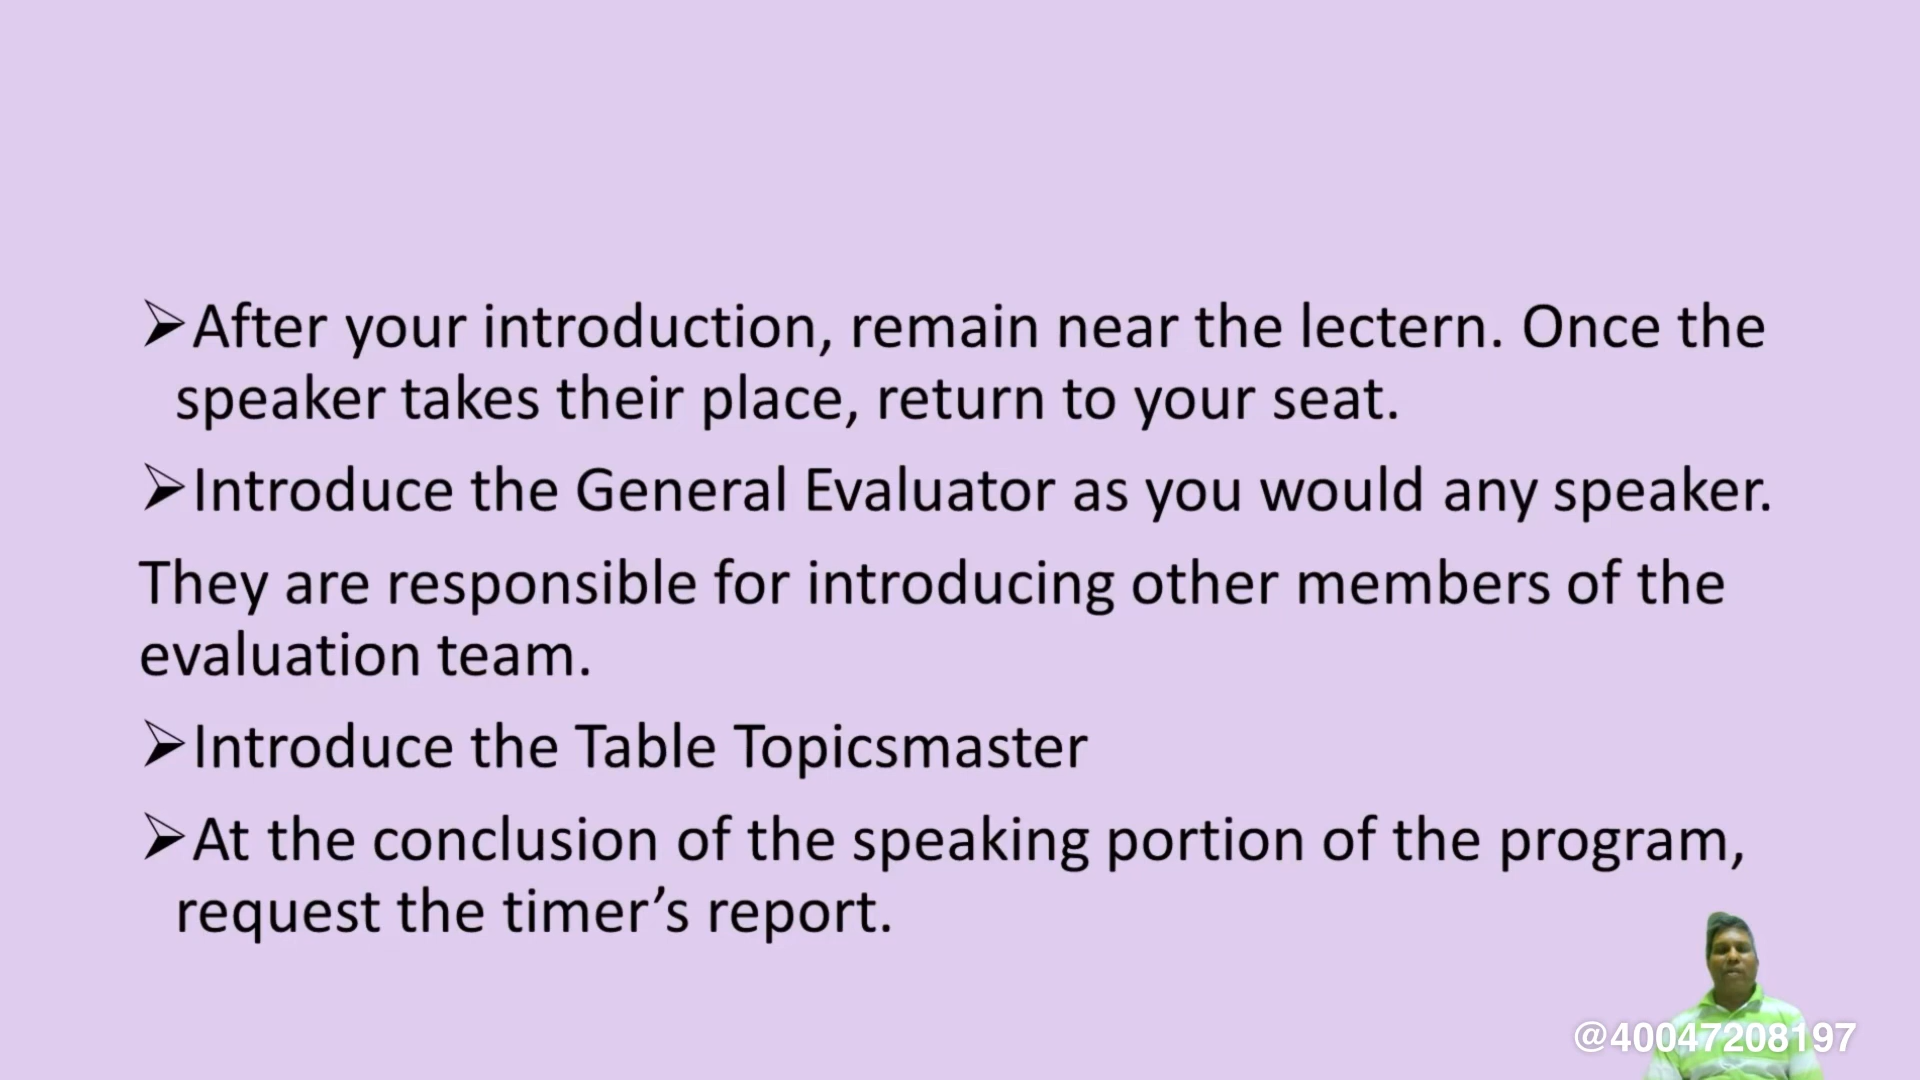 ➢After your introduction, remain near the lectern. Once the
speaker takes their place, return to your seat.
➢Introduce the General Evaluator as you would any speaker.
They are responsible for introducing other members of the
evaluation team.
➢Introduce the Table Topicsmaster
➢At the conclusion of the speaking portion of the program,
request the timer’s report.
@40047208197